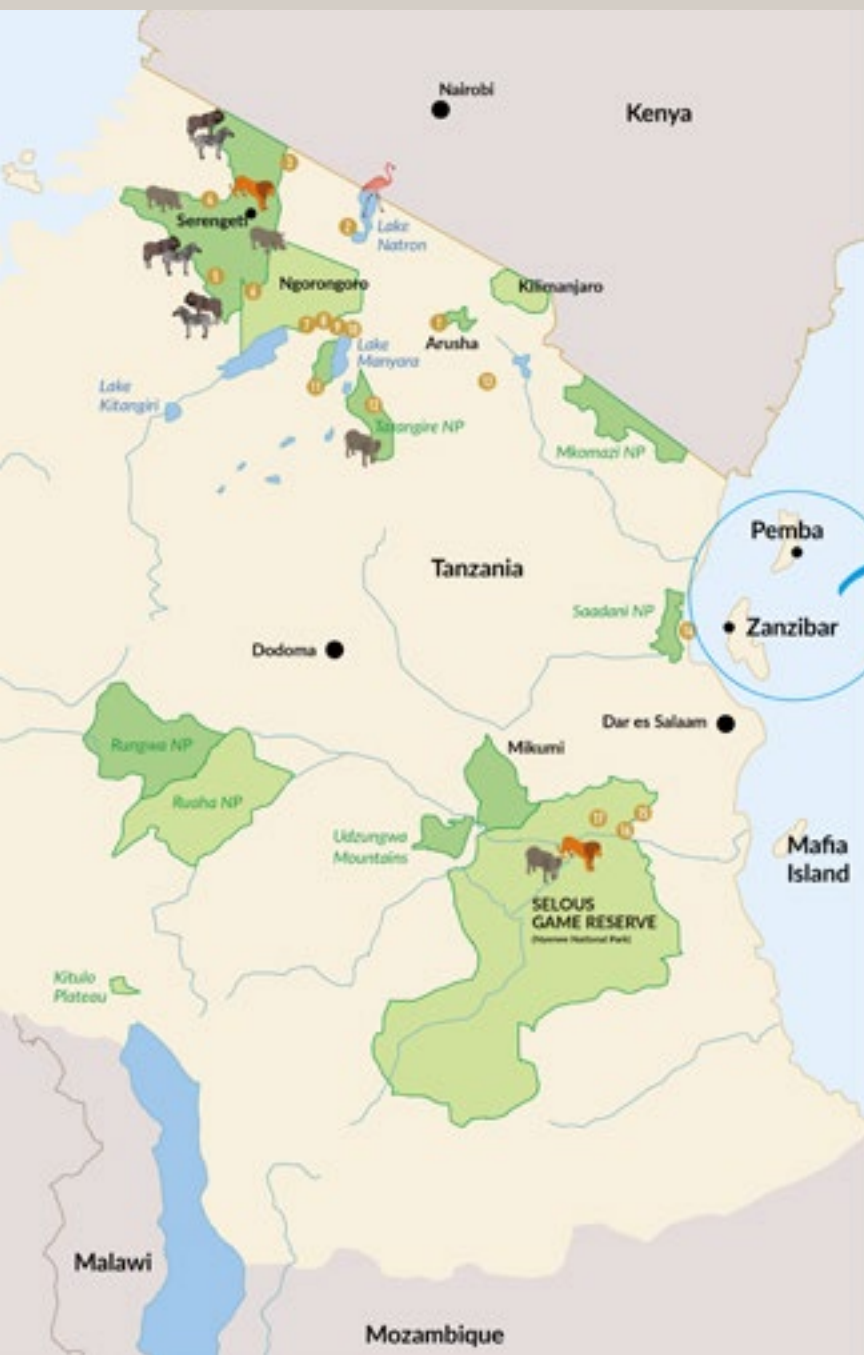 Nairobi
Kenya
Serengeti
Lake
Natron
Ngorongoro
Kilimanjaro
Arusha
Lake
Manyara
Lake
Kitangiri
Tarangire NP
Mkomazi NP
Pemba
Tanzania
Saadani NP
Zanzibar
Dodoma
Dar es Salaam
Rungwa NP
Mikumi
Ruaha NP
Udzungwa
Mountains
Mafia
Island
SELOUS
GAME RESERVE
Kitulo
Plateau
Malawi
Mozambique